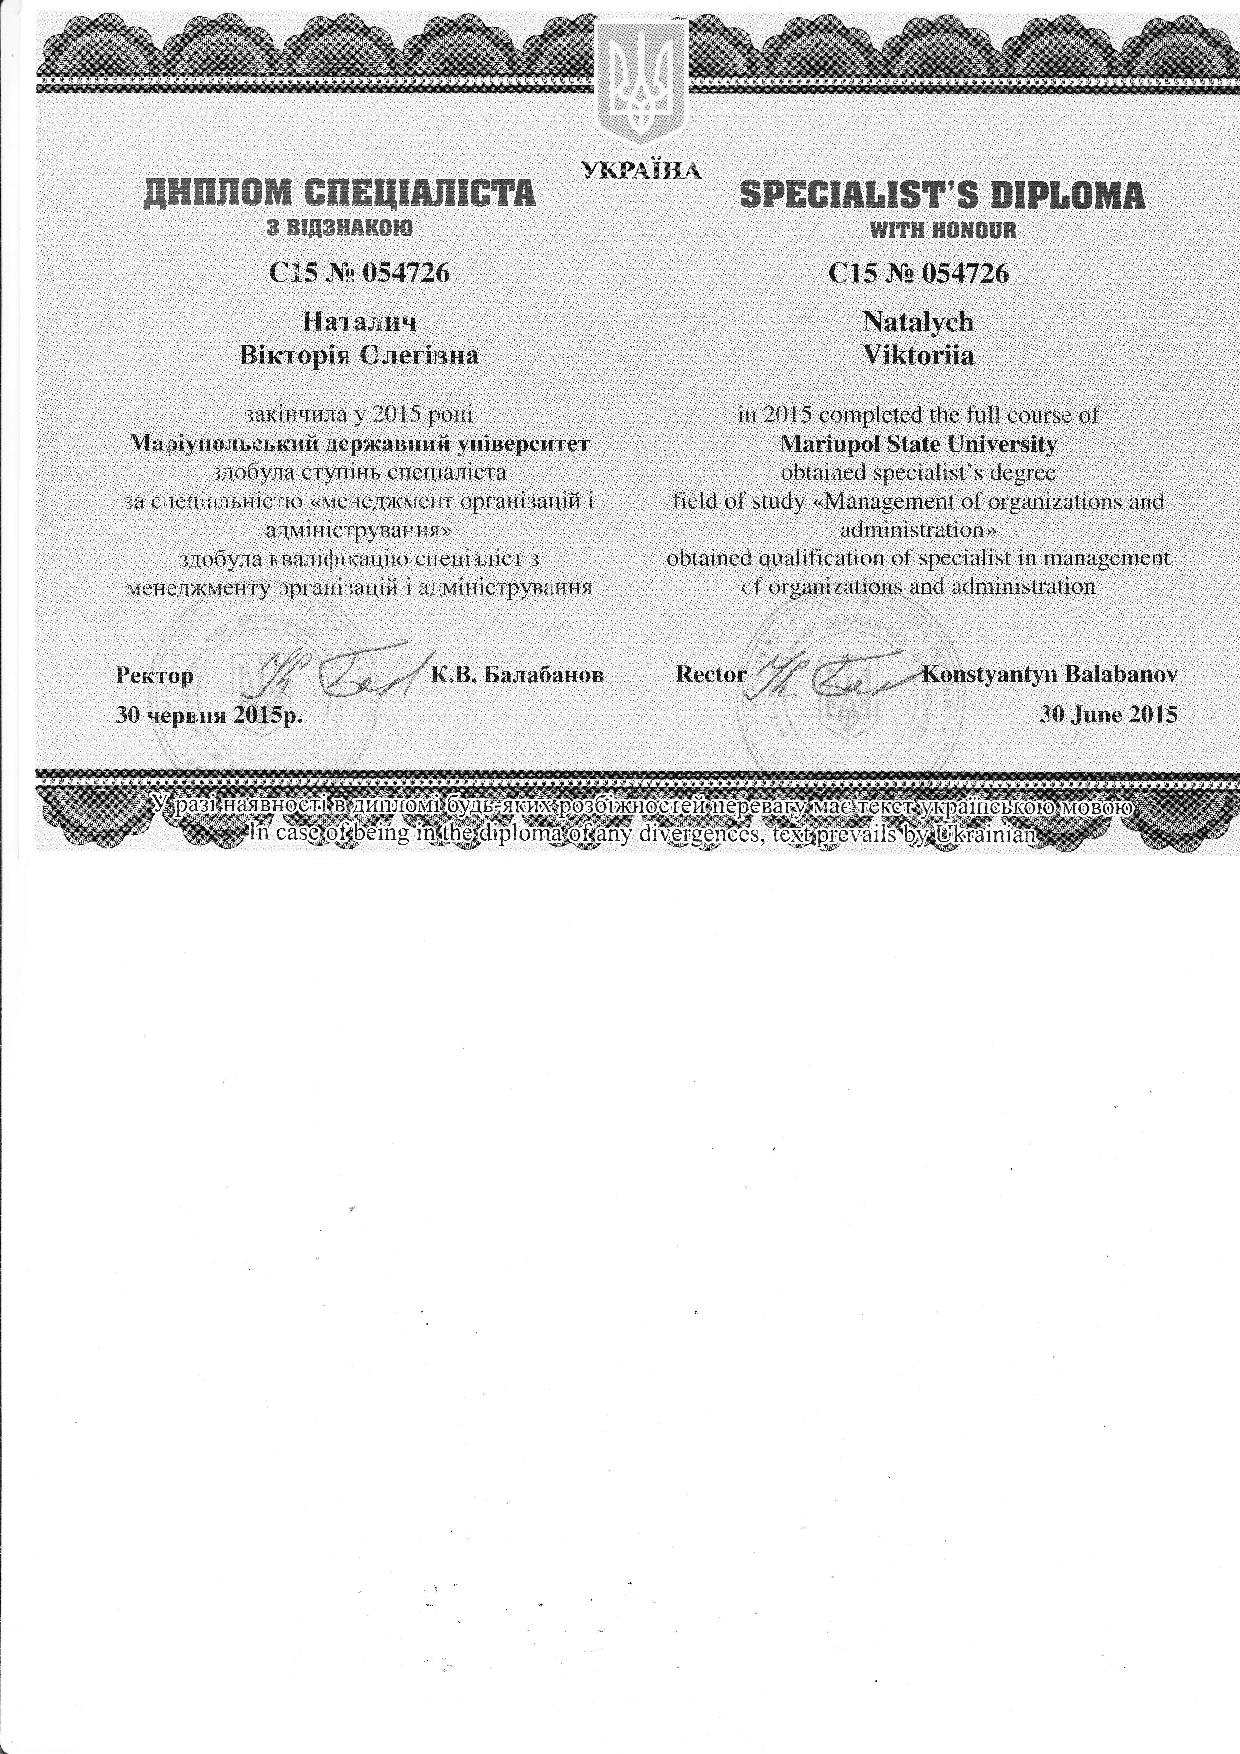 УКРАЇНА
ДИПЛОМ СПЕЦІАЛІСТА
З ВІДЗНАКОЮ
С15 № 054726
Наталич
Вікторія Олегівна
закінчила у 2015 році
Маріупольський державний університет
здобула ступінь спеціаліста
за спеціальністю «менеджмент організацій і
адміністрування»
здобула кваліфікацію спеціаліст з
менеджменту організацій і адміністрування
Ректор К.В. Балабанов
30 червня 2015р.
SPECIALIST'S DIPLOMA
WITH HONOUR
C15 № 054726
Natalych
Viktoriia
in 2015 completed the full course of
Mariupol State University
obtained specialist's degree
field of study «Management of organizations and
administration»
obtained qualification of specialist in management
of organizations and administration
Rector Konstyantyn Balabanov
30 June 2015
У разі наявності в дипломі будь-яких розбіжностей перевагу має текст українською мовою
In case of being in the diploma of any divergences, text prevails by Ukrainian